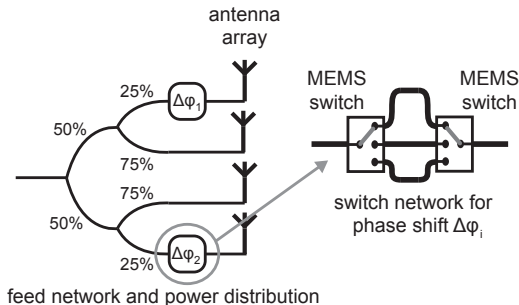 antenna
array
25%
Δφ1
50%
75%
75%
50%
Δφ2
25%
feed network and power distribution
MEMS
switch
MEMS
switch
switch network for
phase shift Δφi